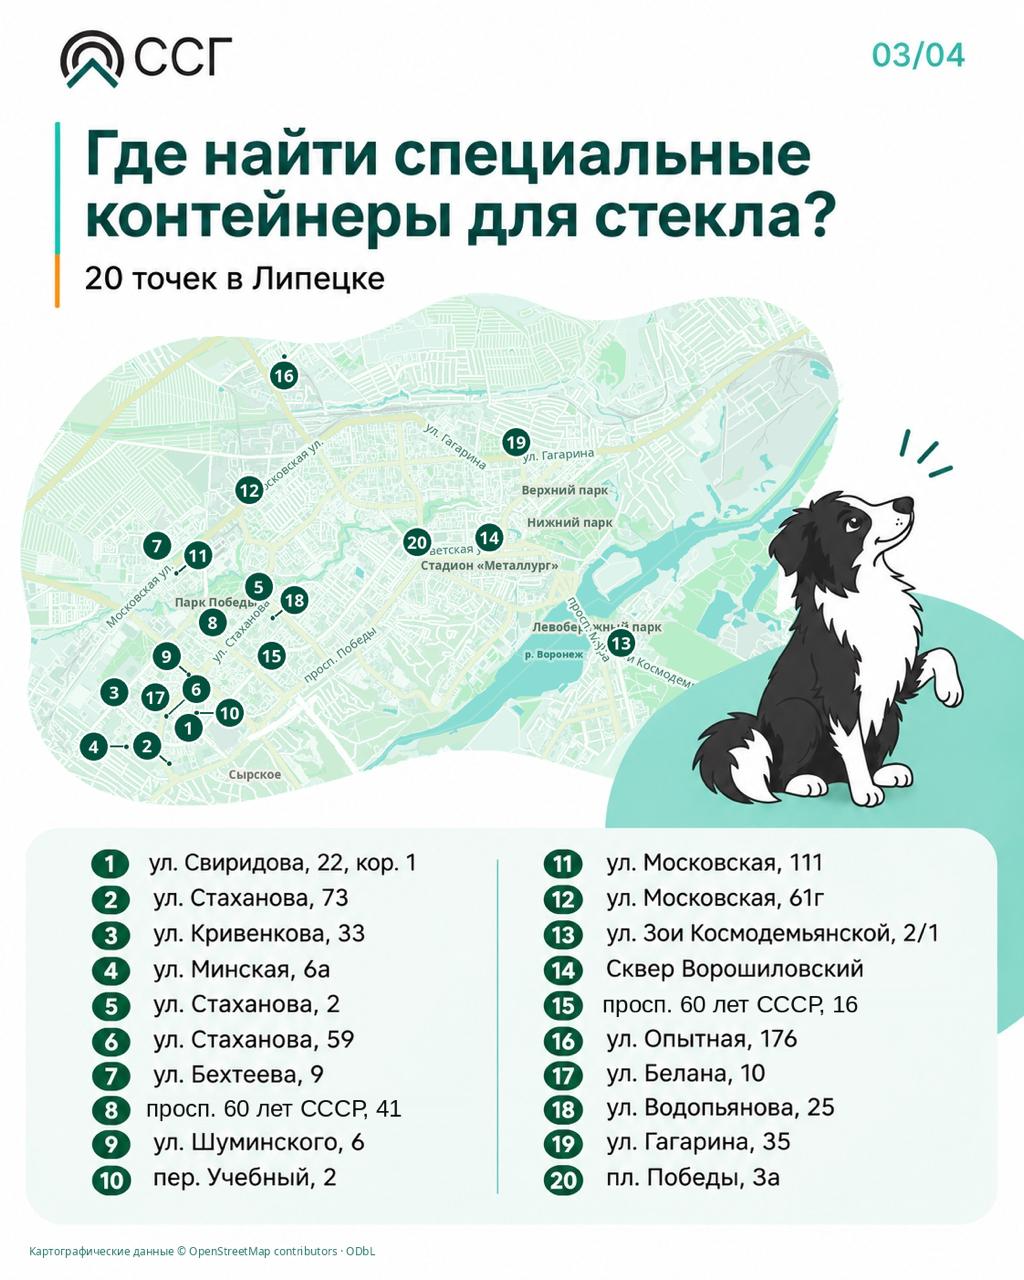 ССГ
03/04
Где найти специальные
контейнеры для стекла?
20 точек в Липецке
16
ул. Гагарина
19
ул. Гагарина
12
Верхний парк
Нижний парк
7
11
20
14
Стадион «Металлург»
Московская ул.
5
18
Парк Победы
8
ул. Стаханова
просп. Победы
Левобережный парк
13
р. Воронеж
9
15
3
17
6
10
1
4
2
Сырское
1 ул. Свиридова, 22, кор. 1
2 ул. Стаханова, 73
3 ул. Кривенкова, 33
4 ул. Минская, 6а
5 ул. Стаханова, 2
6 ул. Стаханова, 59
7 ул. Бехтеева, 9
8 просп. 60 лет СССР, 41
9 ул. Шуминского, 6
10 пер. Учебный, 2
11 ул. Московская, 111
12 ул. Московская, 61г
13 ул. Зои Космодемьянской, 2/1
14 Сквер Ворошиловский
15 просп. 60 лет СССР, 16
16 ул. Опытная, 176
17 ул. Белана, 10
18 ул. Водопьянова, 25
19 ул. Гагарина, 35
20 пл. Победы, 3а
Картографические данные © OpenStreetMap contributors · ODbL